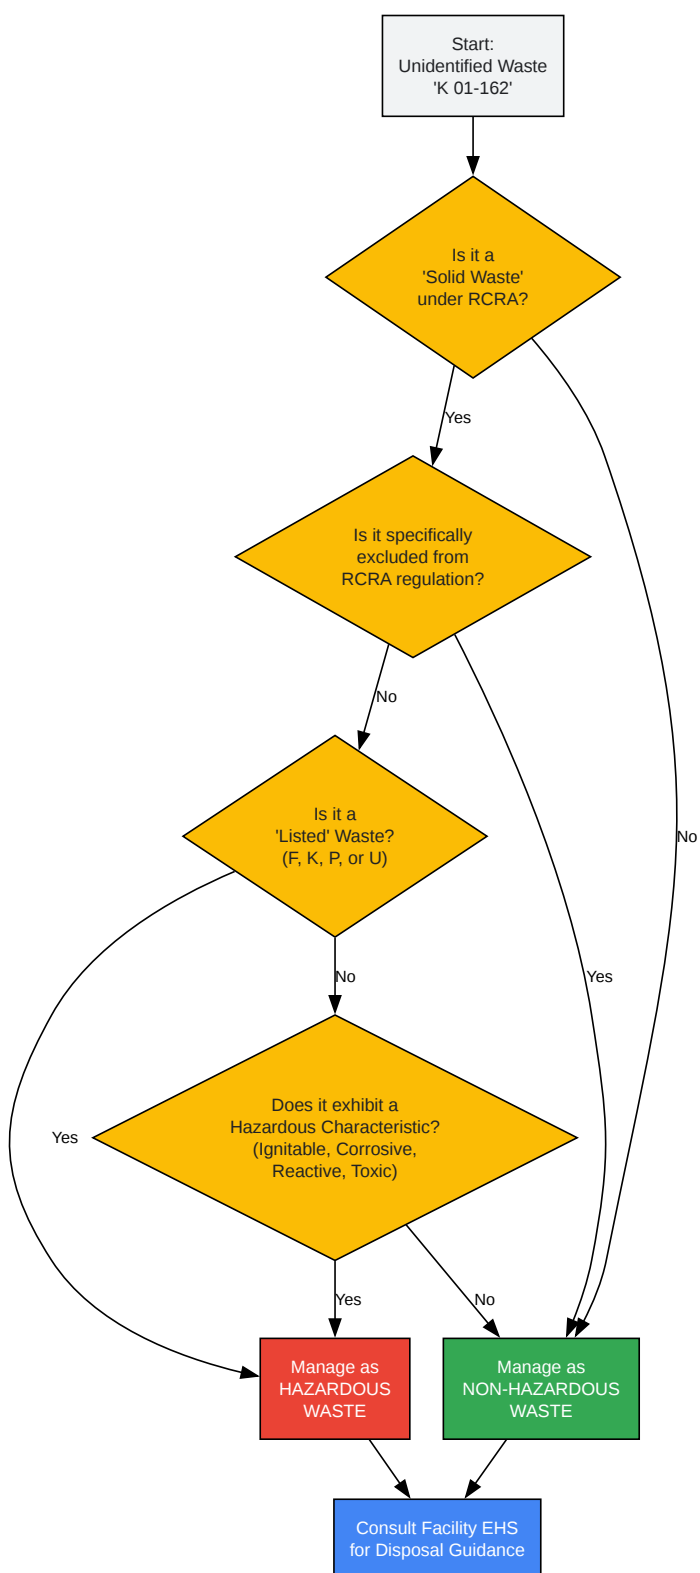 Start:
Unidentified Waste
'K 01-162'
Is it a
'Solid Waste'
under RCRA?
Yes
Is it specifically
excluded from
RCRA regulation?
No
Is it a
'Listed' Waste?
(F, K, P, or U)
No
No
Yes
Does it exhibit a
Hazardous Characteristic?
(Ignitable, Corrosive,
Reactive, Toxic)
Yes
Yes
No
Manage as
HAZARDOUS
WASTE
Manage as
NON-HAZARDOUS
WASTE
Consult Facility EHS
for Disposal Guidance